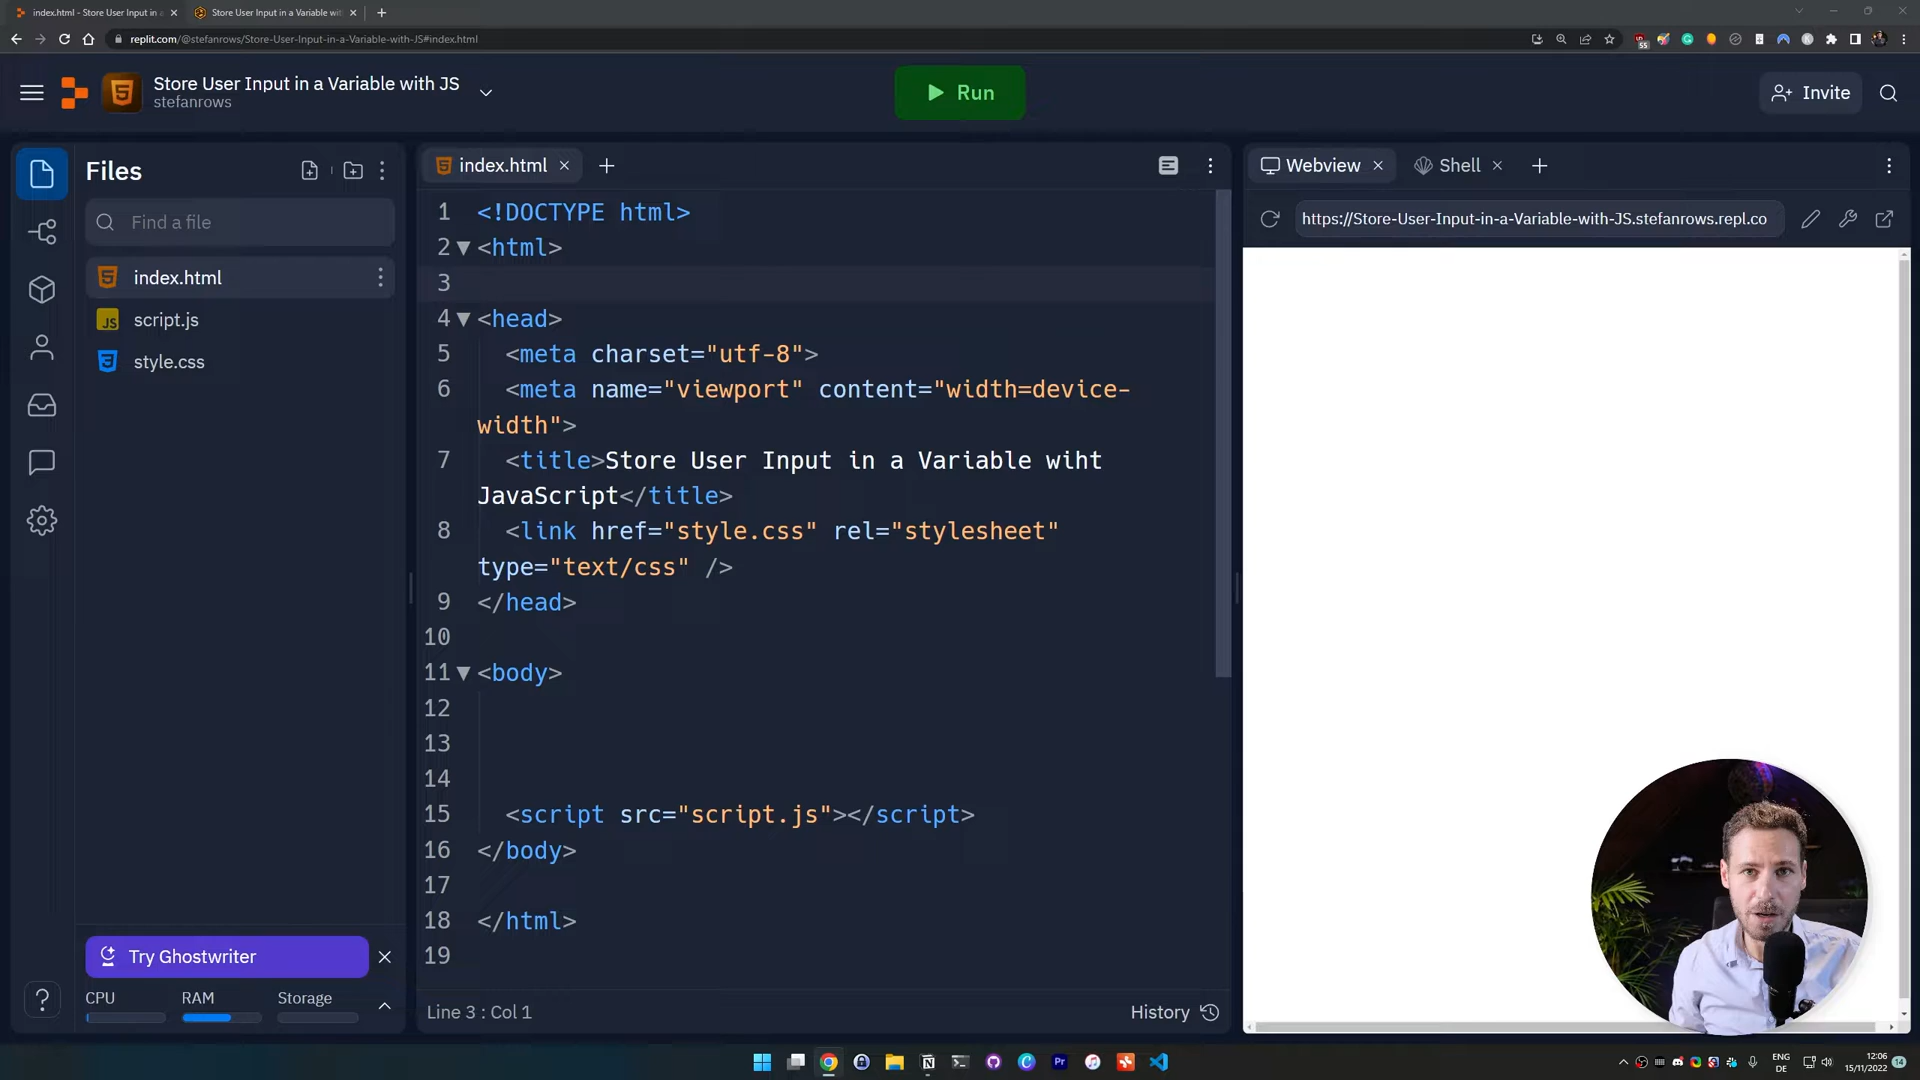 index.html - Store User Input in a
Store User Input in a Variable with
replit.com/@stefanrows/Store-User-Input-in-a-Variable-with-JS#index.html
55
Store User Input in a Variable with JS
stefanrows
Run
Invite
Files
Find a file
index.html
JS script.js
style.css
Try Ghostwriter
CPU RAM Storage
index.html
1 <!DOCTYPE html>
2 <html>
3
4 <head>
5 <meta charset="utf-8">
6 <meta name="viewport" content="width=device-
width">
7 <title>Store User Input in a Variable wiht
JavaScript</title>
8 <link href="style.css" rel="stylesheet"
type="text/css" />
9 </head>
10
11 <body>
12
13
14
15 <script src="script.js"></script>
16 </body>
17
18 </html>
19
Line 3 : Col 1
History
Webview
Shell
https://Store-User-Input-in-a-Variable-with-JS.stefanrows.repl.co
Pr
ENG
DE
12:06
15/11/2022
14